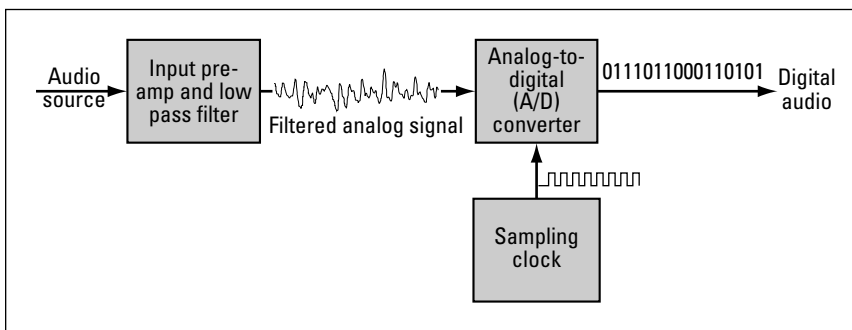 Audio
source
Input pre-
amp and low
pass filter
Filtered analog signal
Analog-to-
digital
(A/D)
converter
0111011000110101
Digital
audio
Sampling
clock